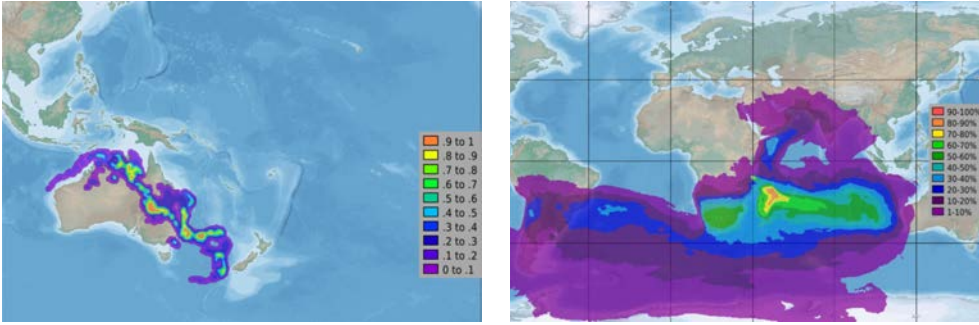 .9 to 1
.8 to .9
.7 to .8
.6 to .7
.5 to .6
.4 to .5
.3 to .4
.2 to .3
.1 to .2
0 to .1
90-100%
80-90%
70-80%
60-70%
50-60%
40-50%
30-40%
20-30%
10-20%
1-10%